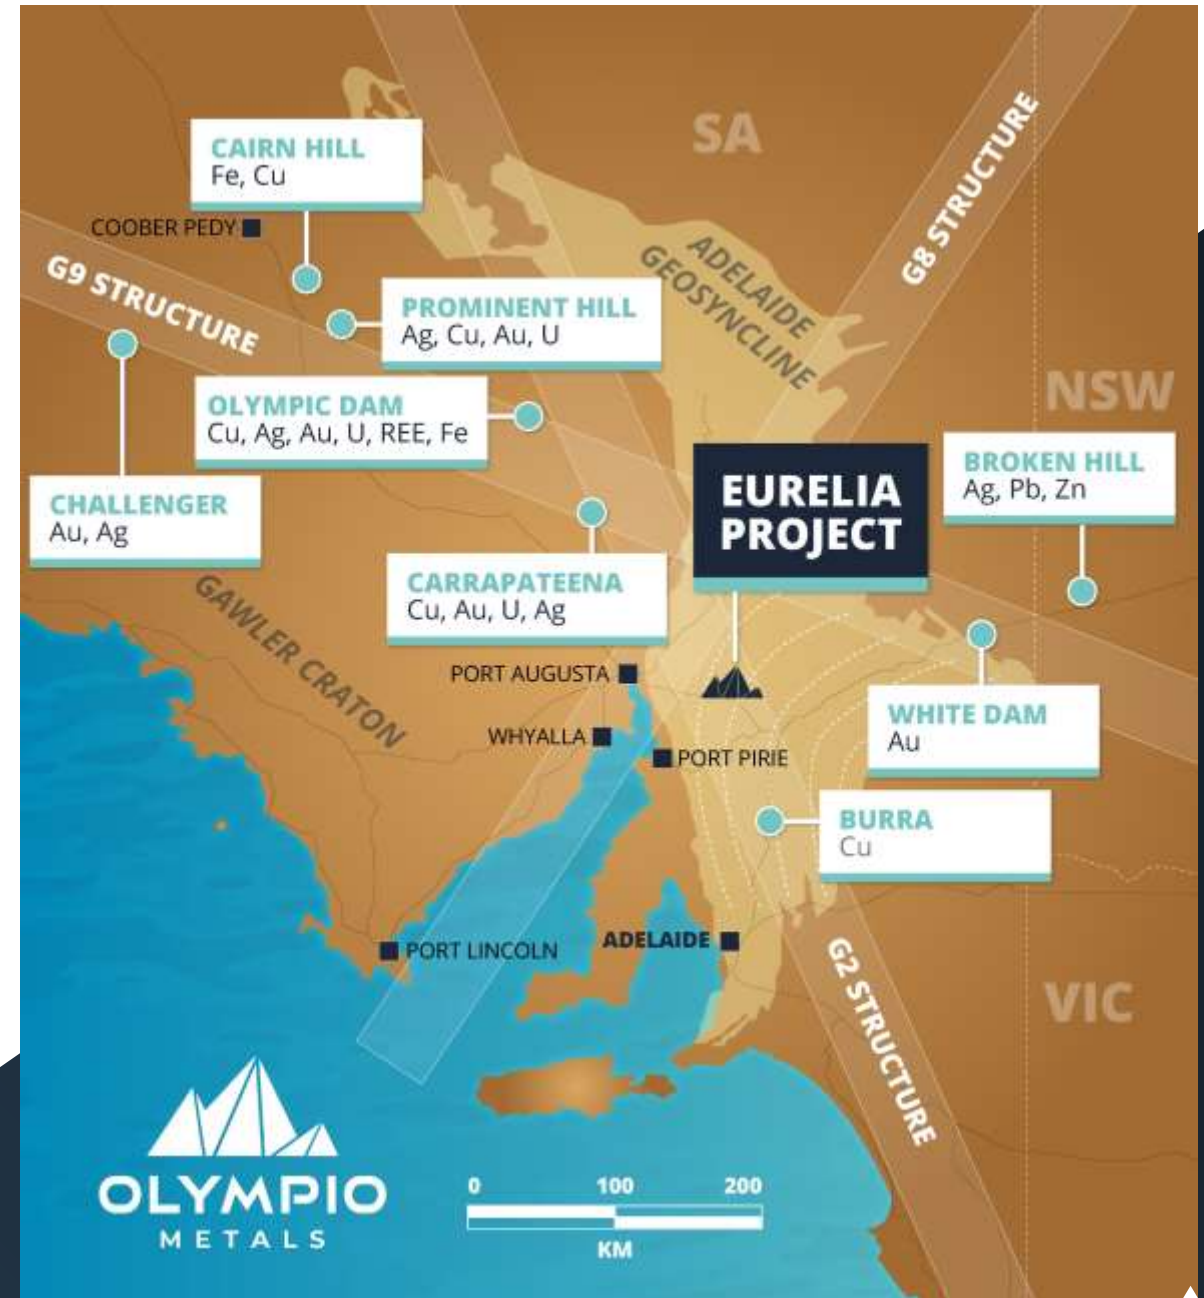 SA
CAIRN HILL
Fe, Cu
COOBER PEDY
G8 STRUCTURE
G9 STRUCTURE
ADELAIDE
GEOSYNCLINE
PROMINENT HILL
Ag, Cu, Au, U
OLYMPIC DAM
Cu, Ag, Au, U, REE, Fe
NSW
BROKEN HILL
Ag, Pb, Zn
EURELIA
PROJECT
CHALLENGER
Au, Ag
CARRAPATEENA
Cu, Au, U, Ag
GAWLER CRATON
PORT AUGUSTA
WHYALLA
PORT PIRIE
WHITE DAM
Au
BURRA
Cu
ADELAIDE
PORT LINCOLN
G2 STRUCTURE
VIC
OLYMPIO
METALS
0 100 200
KM